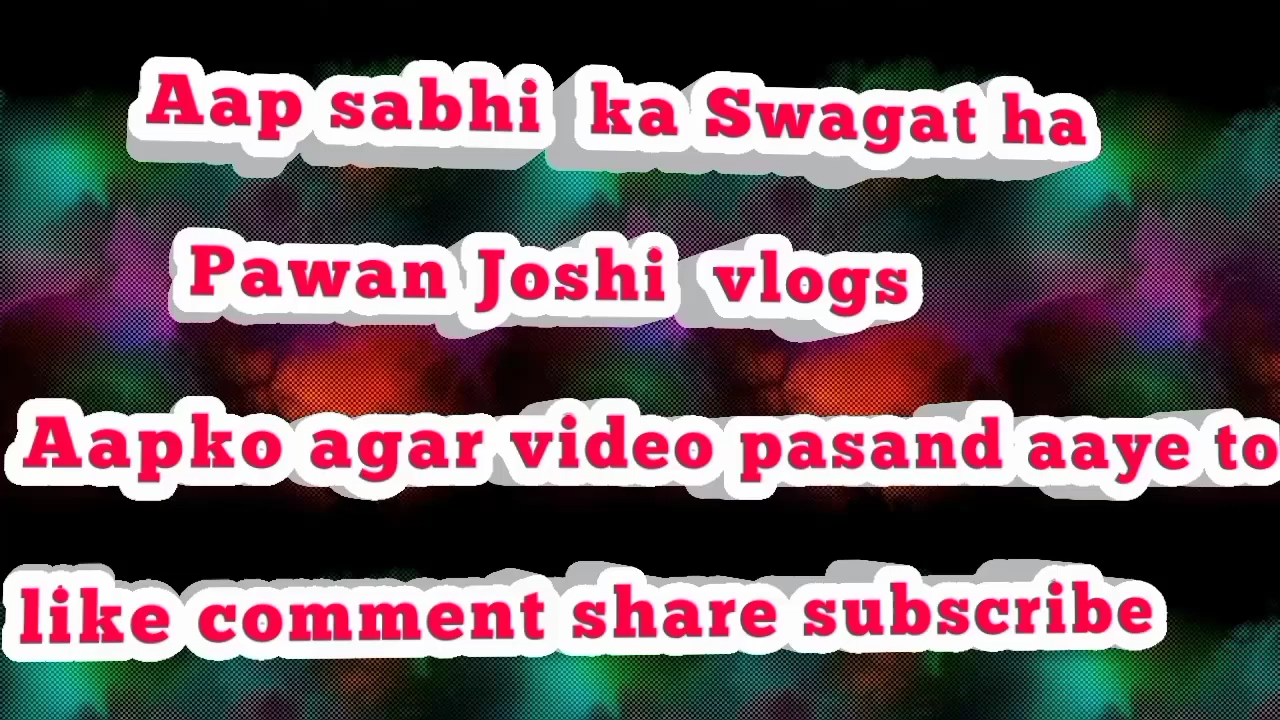 Aap sabhi ka Swagat ha
Pawan Joshi vlogs
Aapko agar video pasand aaye to
like comment share subscribe